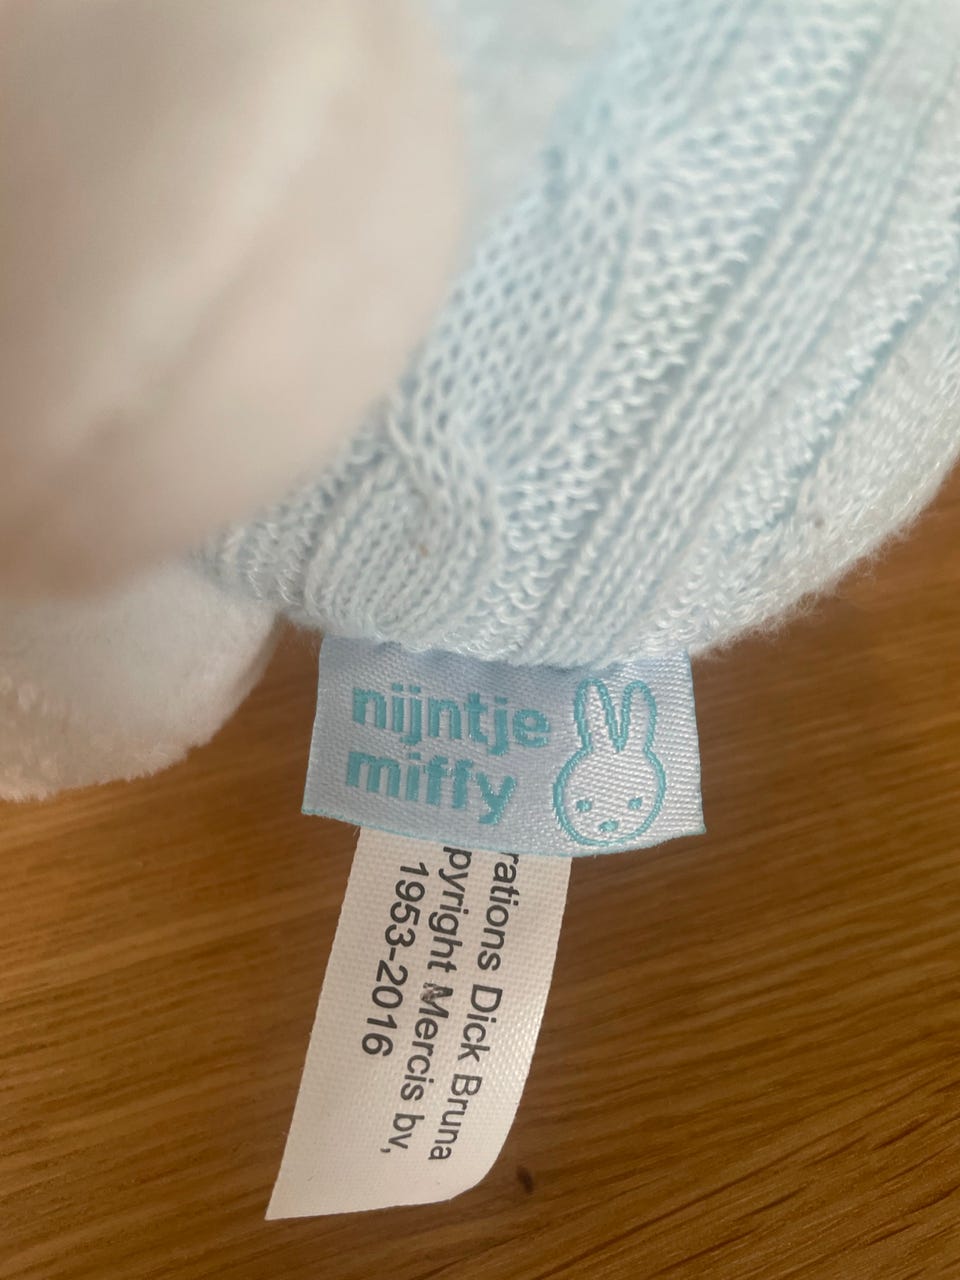 nijntje
miffy
rations Dick Bruna
pyright Mercis bv,
1953-2016